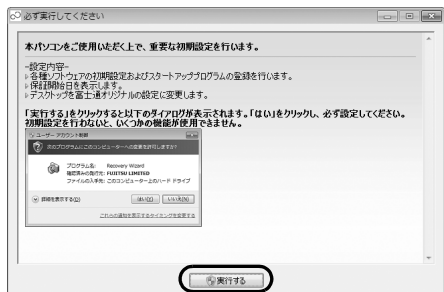 必ず実行してください
本パソコンをご使用いただく上で、重要な初期設定を行います。
-設定内容-
▷各種ソフトウェアの初期設定およびスタートアッププログラムの登録を行います。
▷保証開始日を表示します。
▷デスクトップを富士通オリジナルの設定に変更します。
「実行する」をクリックすると以下のダイアログが表示されます。「はい」をクリックし、必ず設定してください。
初期設定を行わないと、いくつかの機能が使用できません。
ユーザー アカウント制御
次のプログラムにこのコンピューターへの変更を許可しますか?
プログラム名: Recovery Wizard
確認済みの発行元: FUJITSU LIMITED
ファイルの入手先: このコンピューター上のハード ドライブ
詳細を表示する(D) はい(Y) いいえ(N)
これらの通知を表示するタイミングを変更する
実行する